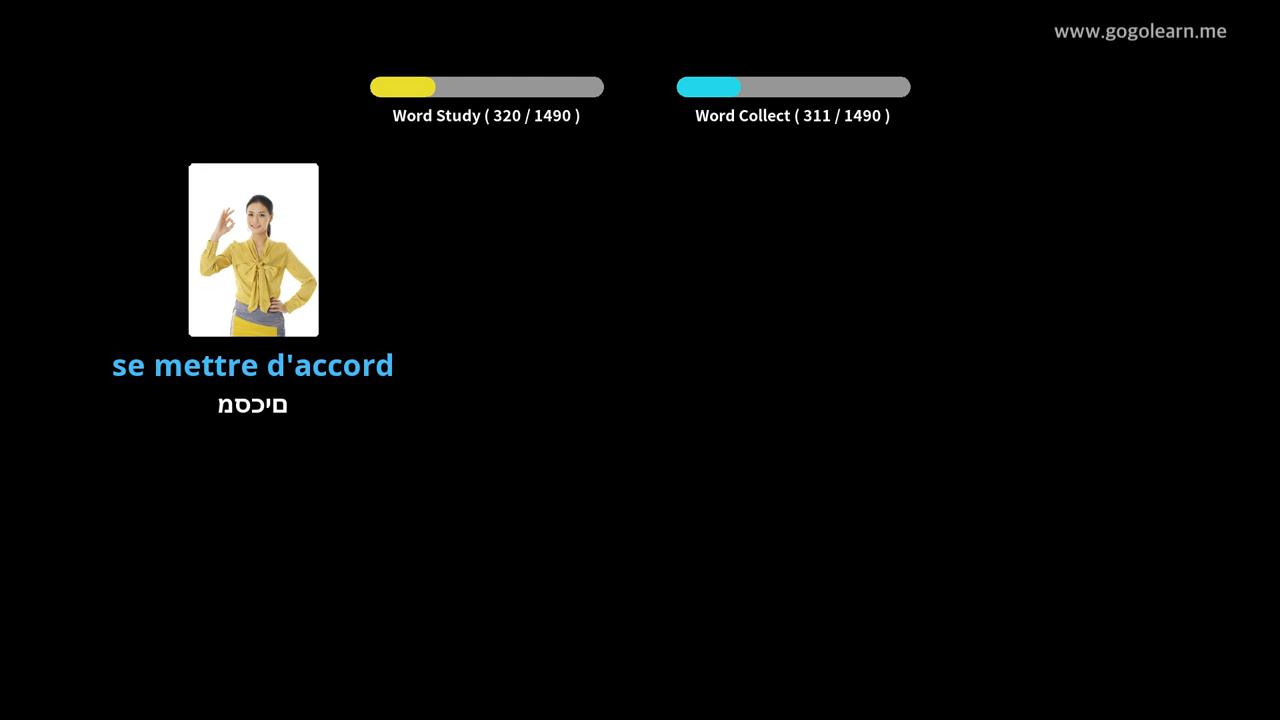 www.gogolearn.me
Word Study ( 320 / 1490 )
Word Collect ( 311 / 1490 )
se mettre d'accord
םיכסמ